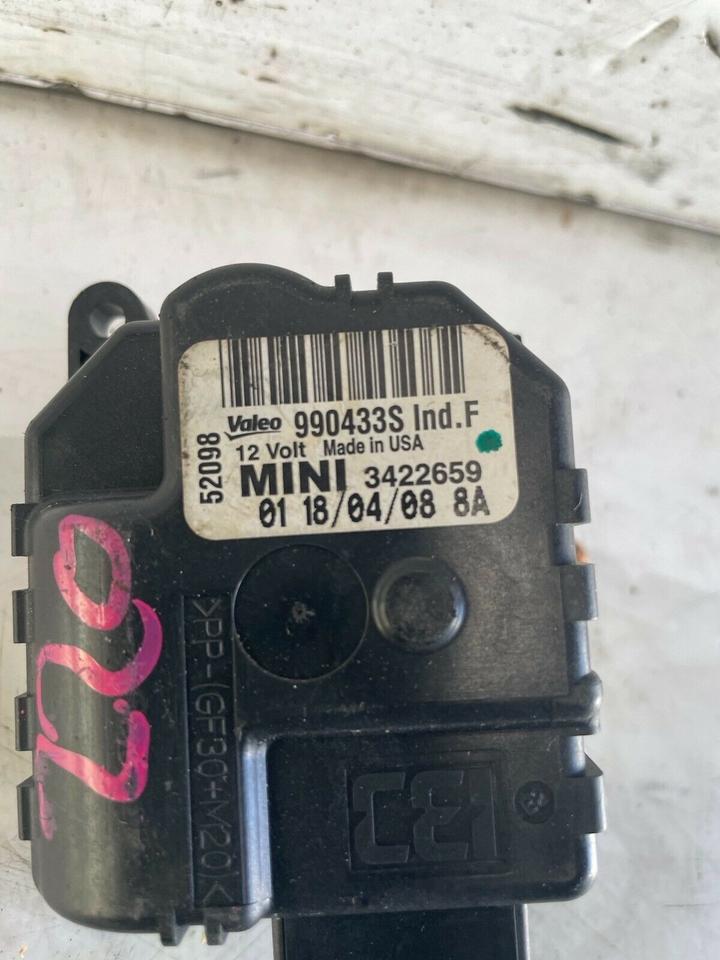 52098
Valeo 990433S Ind.F
12 Volt Made in USA
MINI 3422659
01 18/04/08 8A
>PP-(GF30+M20)<